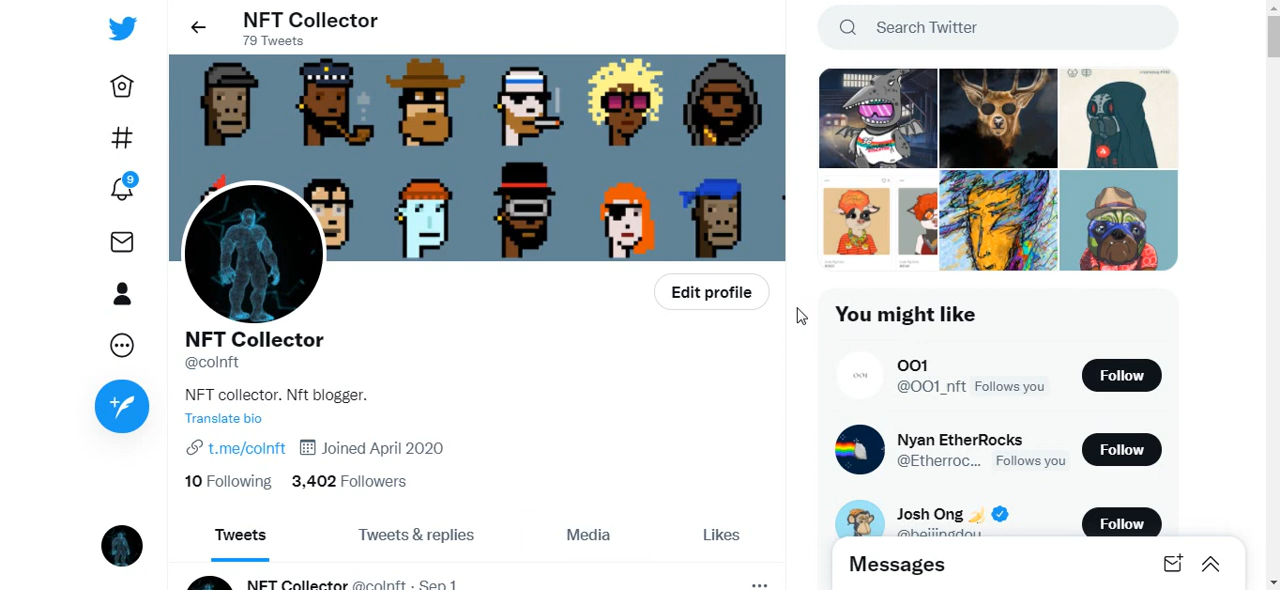 NFT Collector
79 Tweets
Search Twitter
9
Edit profile
NFT Collector
@colnft
NFT collector. Nft blogger.
Translate bio
t.me/colnft Joined April 2020
10 Following 3,402 Followers
Tweets Tweets & replies Media Likes
NFT Collector @colnft · Sep 1
You might like
OO1
@OO1_nft Follows you
Follow
Nyan EtherRocks
@Etherroc... Follows you
Follow
Josh Ong
@beijingdou
Follow
Messages